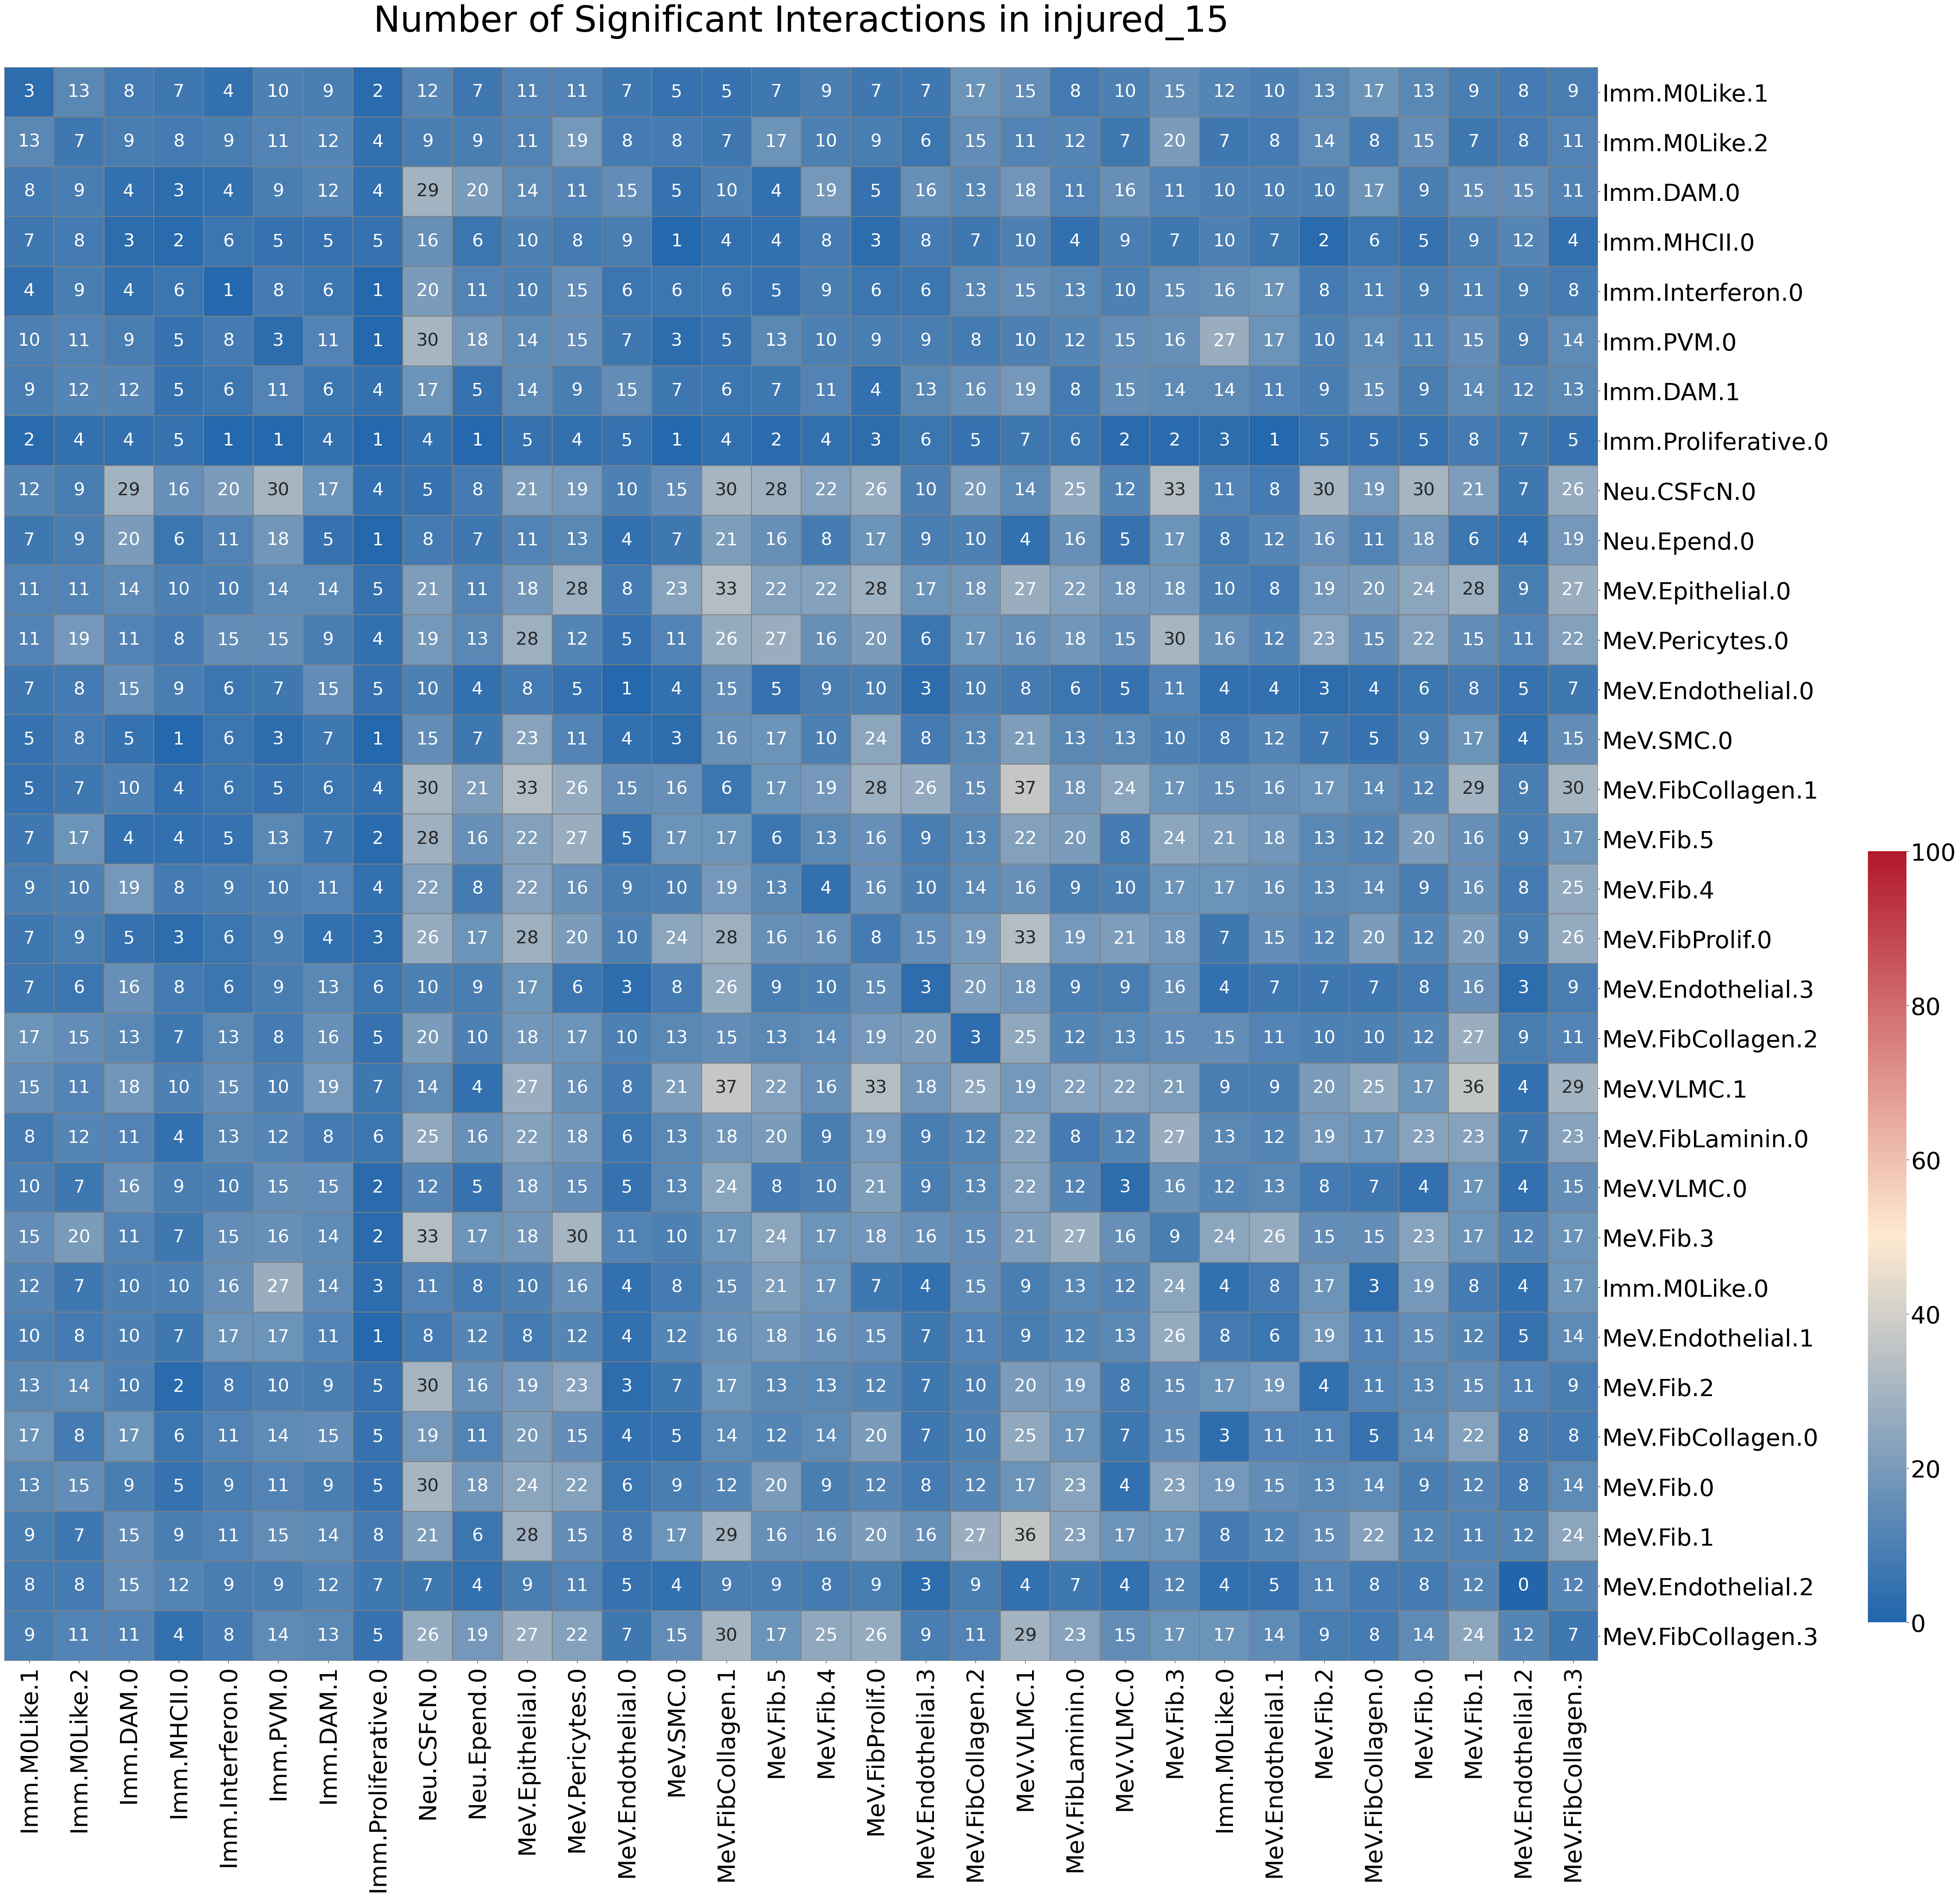 Number of Significant Interactions in injured_15
3 13 8 7 4 10 9 2 12 7 11 11 7 5 5 7 9 7 7 17 15 8 10 15 12 10 13 17 13 9 8 9 Imm.M0Like.1
13 7 9 8 9 11 12 4 9 9 11 19 8 8 7 17 10 9 6 15 11 12 7 20 7 8 14 8 15 7 8 11 Imm.M0Like.2
8 9 4 3 4 9 12 4 29 20 14 11 15 5 10 4 19 5 16 13 18 11 16 11 10 10 10 17 9 15 15 11 Imm.DAM.0
7 8 3 2 6 5 5 5 16 6 10 8 9 1 4 4 8 3 8 7 10 4 9 7 10 7 2 6 5 9 12 4 Imm.MHCII.0
4 9 4 6 1 8 6 1 20 11 10 15 6 6 6 5 9 6 6 13 15 13 10 15 16 17 8 11 9 11 9 8 Imm.Interferon.0
10 11 9 5 8 3 11 1 30 18 14 15 7 3 5 13 10 9 9 8 10 12 15 16 27 17 10 14 11 15 9 14 Imm.PVM.0
9 12 12 5 6 11 6 4 17 5 14 9 15 7 6 7 11 4 13 16 19 8 15 14 14 11 9 15 9 14 12 13 Imm.DAM.1
2 4 4 5 1 1 4 1 4 1 5 4 5 1 4 2 4 3 6 5 7 6 2 2 3 1 5 5 5 8 7 5 Imm.Proliferative.0
12 9 29 16 20 30 17 4 5 8 21 19 10 15 30 28 22 26 10 20 14 25 12 33 11 8 30 19 30 21 7 26 Neu.CSFcN.0
7 9 20 6 11 18 5 1 8 7 11 13 4 7 21 16 8 17 9 10 4 16 5 17 8 12 16 11 18 6 4 19 Neu.Epend.0
11 11 14 10 10 14 14 5 21 11 18 28 8 23 33 22 22 28 17 18 27 22 18 18 10 8 19 20 24 28 9 27 MeV.Epithelial.0
11 19 11 8 15 15 9 4 19 13 28 12 5 11 26 27 16 20 6 17 16 18 15 30 16 12 23 15 22 15 11 22 MeV.Pericytes.0
7 8 15 9 6 7 15 5 10 4 8 5 1 4 15 5 9 10 3 10 8 6 5 11 4 4 3 4 6 8 5 7 MeV.Endothelial.0
5 8 5 1 6 3 7 1 15 7 23 11 4 3 16 17 10 24 8 13 21 13 13 10 8 12 7 5 9 17 4 15 MeV.SMC.0
5 7 10 4 6 5 6 4 30 21 33 26 15 16 6 17 19 28 26 15 37 18 24 17 15 16 17 14 12 29 9 30 MeV.FibCollagen.1
7 17 4 4 5 13 7 2 28 16 22 27 5 17 17 6 13 16 9 13 22 20 8 24 21 18 13 12 20 16 9 17 MeV.Fib.5
9 10 19 8 9 10 11 4 22 8 22 16 9 10 19 13 4 16 10 14 16 9 10 17 17 16 13 14 9 16 8 25 MeV.Fib.4
7 9 5 3 6 9 4 3 26 17 28 20 10 24 28 16 16 8 15 19 33 19 21 18 7 15 12 20 12 20 9 26 MeV.FibProlif.0
7 6 16 8 6 9 13 6 10 9 17 6 3 8 26 9 10 15 3 20 18 9 9 16 4 7 7 7 8 16 3 9 MeV.Endothelial.3
17 15 13 7 13 8 16 5 20 10 18 17 10 13 15 13 14 19 20 3 25 12 13 15 15 11 10 10 12 27 9 11 MeV.FibCollagen.2
15 11 18 10 15 10 19 7 14 4 27 16 8 21 37 22 16 33 18 25 19 22 22 21 9 9 20 25 17 36 4 29 MeV.VLMC.1
8 12 11 4 13 12 8 6 25 16 22 18 6 13 18 20 9 19 9 12 22 8 12 27 13 12 19 17 23 23 7 23 MeV.FibLaminin.0
10 7 16 9 10 15 15 2 12 5 18 15 5 13 24 8 10 21 9 13 22 12 3 16 12 13 8 7 4 17 4 15 MeV.VLMC.0
15 20 11 7 15 16 14 2 33 17 18 30 11 10 17 24 17 18 16 15 21 27 16 9 24 26 15 15 23 17 12 17 MeV.Fib.3
12 7 10 10 16 27 14 3 11 8 10 16 4 8 15 21 17 7 4 15 9 13 12 24 4 8 17 3 19 8 4 17 Imm.M0Like.0
10 8 10 7 17 17 11 1 8 12 8 12 4 12 16 18 16 15 7 11 9 12 13 26 8 6 19 11 15 12 5 14 MeV.Endothelial.1
13 14 10 2 8 10 9 5 30 16 19 23 3 7 17 13 13 12 7 10 20 19 8 15 17 19 4 11 13 15 11 9 MeV.Fib.2
17 8 17 6 11 14 15 5 19 11 20 15 4 5 14 12 14 20 7 10 25 17 7 15 3 11 11 5 14 22 8 8 MeV.FibCollagen.0
13 15 9 5 9 11 9 5 30 18 24 22 6 9 12 20 9 12 8 12 17 23 4 23 19 15 13 14 9 12 8 14 MeV.Fib.0
9 7 15 9 11 15 14 8 21 6 28 15 8 17 29 16 16 20 16 27 36 23 17 17 8 12 15 22 12 11 12 24 MeV.Fib.1
8 8 15 12 9 9 12 7 7 4 9 11 5 4 9 9 8 9 3 9 4 7 4 12 4 5 11 8 8 12 0 12 MeV.Endothelial.2
9 11 11 4 8 14 13 5 26 19 27 22 7 15 30 17 25 26 9 11 29 23 15 17 17 14 9 8 14 24 12 7 MeV.FibCollagen.3
Imm.M0Like.1
Imm.M0Like.2
Imm.DAM.0
Imm.MHCII.0
Imm.Interferon.0
Imm.PVM.0
Imm.DAM.1
Imm.Proliferative.0
Neu.CSFcN.0
Neu.Epend.0
MeV.Epithelial.0
MeV.Pericytes.0
MeV.Endothelial.0
MeV.SMC.0
MeV.FibCollagen.1
MeV.Fib.5
MeV.Fib.4
MeV.FibProlif.0
MeV.Endothelial.3
MeV.FibCollagen.2
MeV.VLMC.1
MeV.FibLaminin.0
MeV.VLMC.0
MeV.Fib.3
Imm.M0Like.0
MeV.Endothelial.1
MeV.Fib.2
MeV.FibCollagen.0
MeV.Fib.0
MeV.Fib.1
MeV.Endothelial.2
MeV.FibCollagen.3
100
80
60
40
20
0